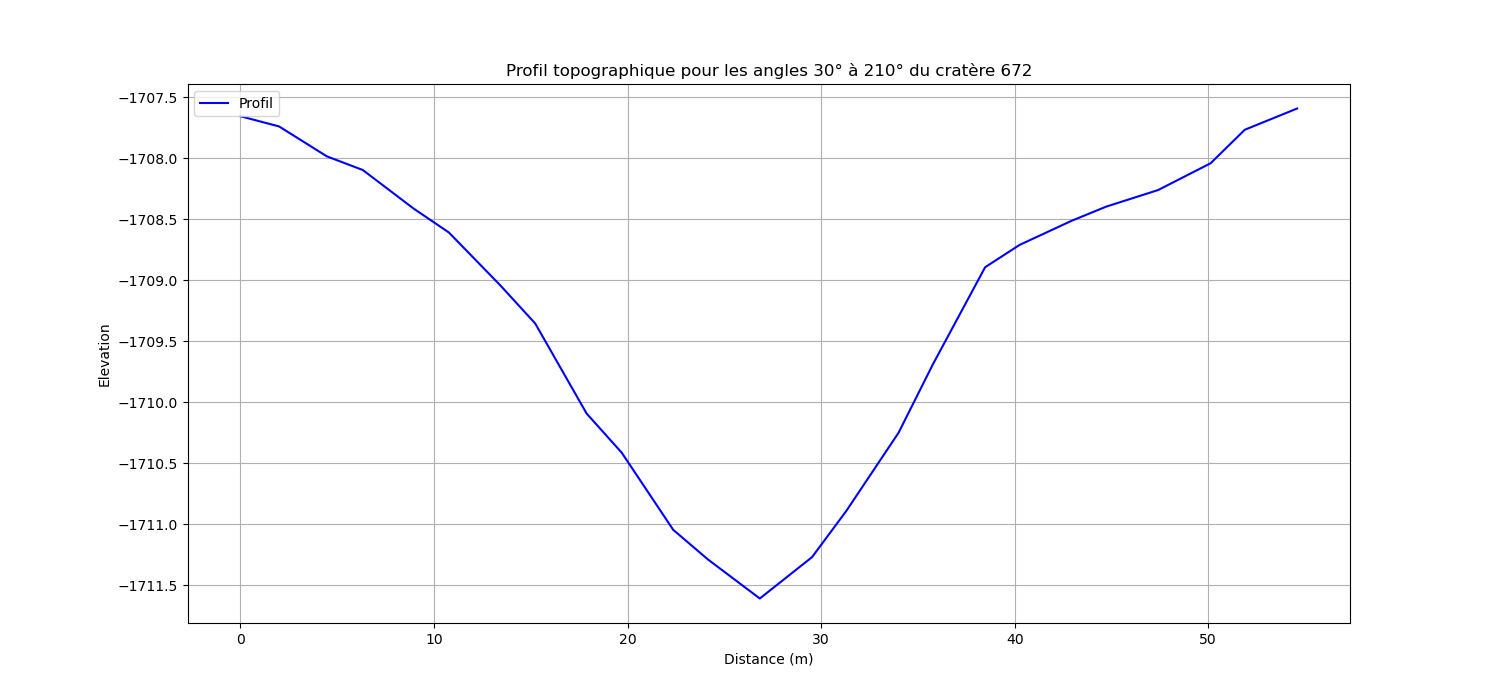 Profil topographique pour les angles 30° à 210° du cratère 672
Profil
−1707.5
−1708.0
−1708.5
−1709.0
−1709.5
−1710.0
−1710.5
−1711.0
−1711.5
Elevation
0 10 20 30 40 50
Distance (m)